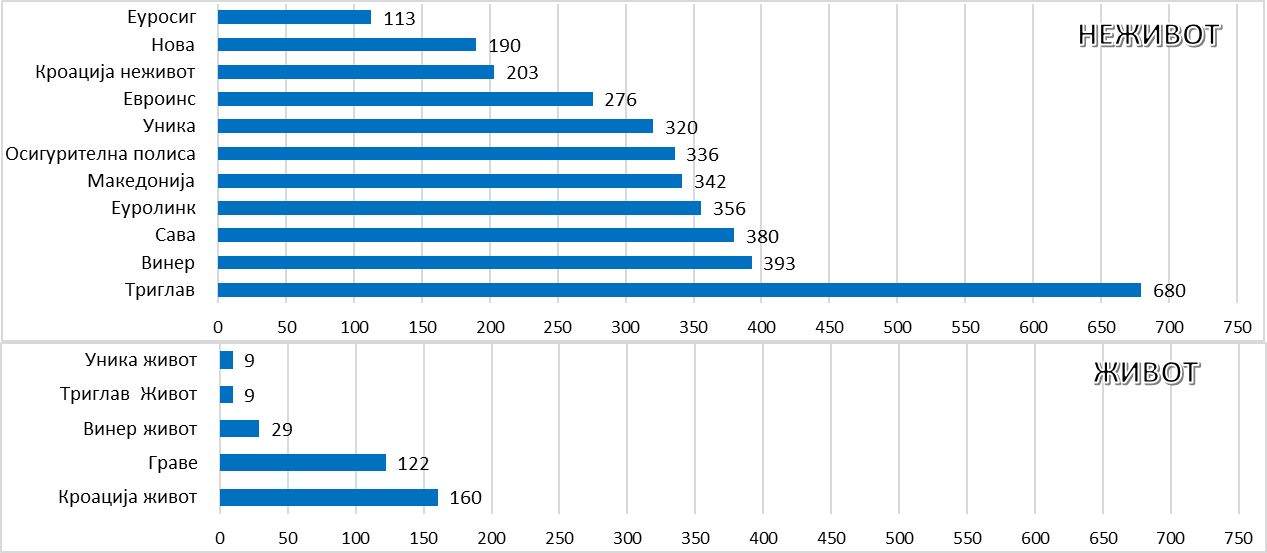 Еуросиг 113
НЕЖИВОТ
Нова 190
Кроација неживот 203
Евроинс 276
Уника 320
Осигурителна полиса 336
Македонија 342
Еуролинк 356
Сава 380
Винер 393
Триглав 680
0 50 100 150 200 250 300 350 400 450 500 550 600 650 700 750
Уника живот 9
ЖИВОТ
Триглав Живот 9
Винер живот 29
Граве 122
Кроација живот 160
0 50 100 150 200 250 300 350 400 450 500 550 600 650 700 750